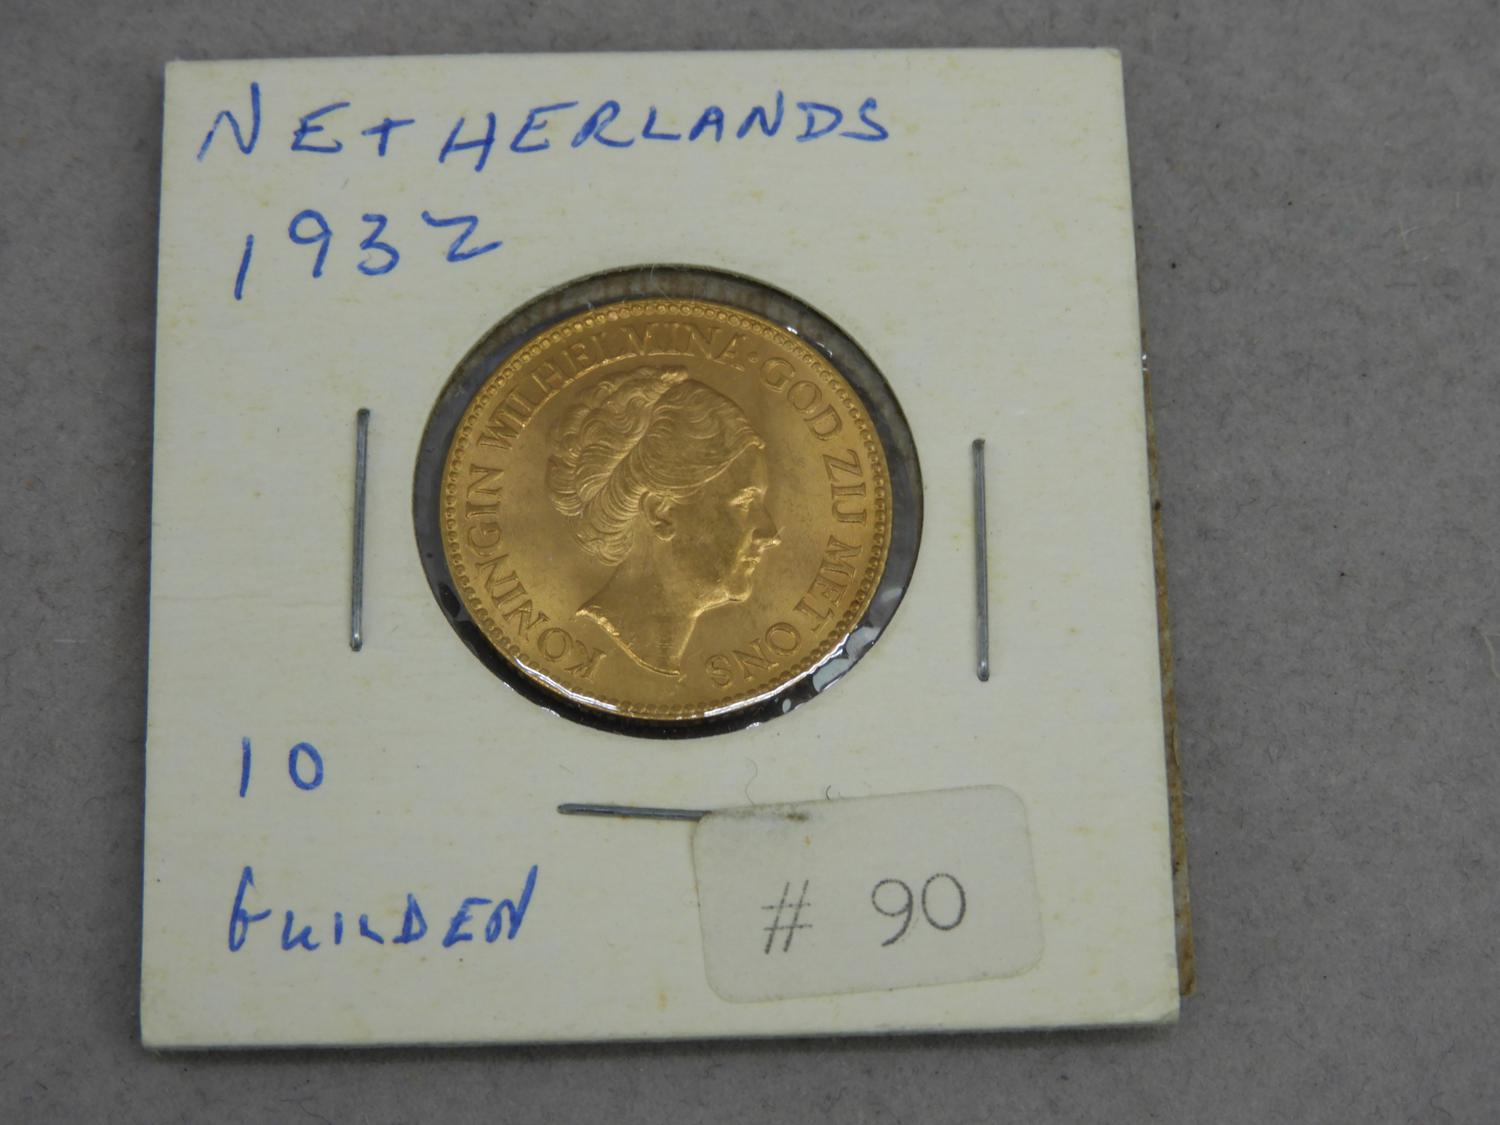 NETHERLANDS
1932
KONINGIN WILHELMINA · GOD ZIJ MET ONS
10
GUILDEN
# 90